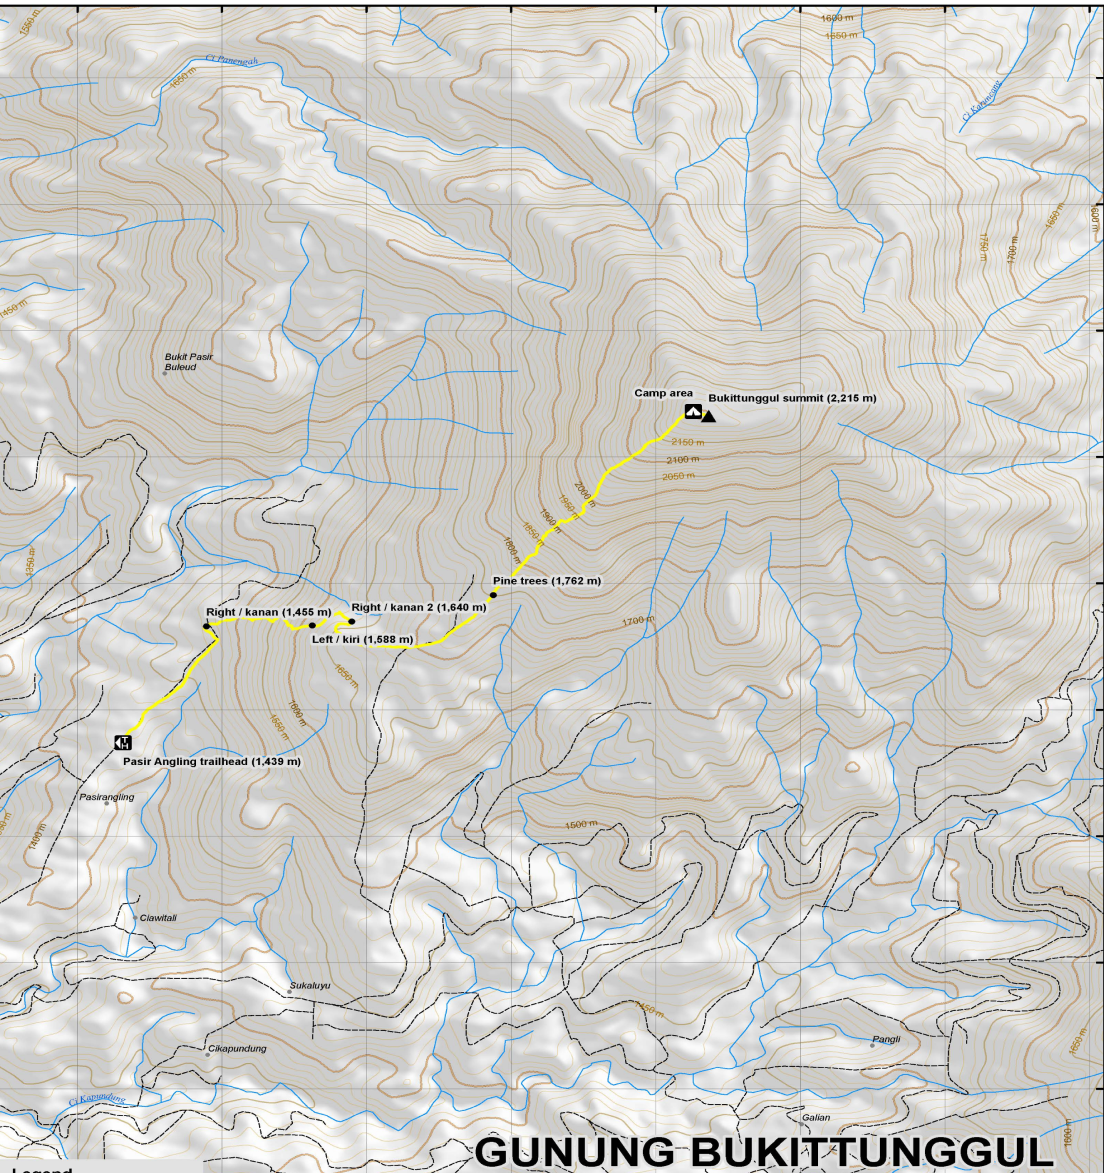 1600 m
1550 m
1650 m
Ci Panengah
1650 m
Ci Karuncang
1650 m
600 m
1750 m
1700 m
1450 m
Bukit Pasir
Buleud
Camp area
Bukittunggul summit (2,215 m)
2150 m
2100 m
2050 m
2000 m
1950 m
1900 m
1850 m
1800 m
1350 m
Pine trees (1,762 m)
Right / kanan (1,455 m)
Right / kanan 2 (1,640 m)
1700 m
Left / kiri (1,588 m)
1650 m
1600 m
1550 m
Pasir Angling trailhead (1,439 m)
Pasirangling
1400 m
1500 m
Ciawitali
Sukaluyu
1450 m
Cikapundung
Pangli
1650 m
Ci Kapundung
Galian
1600 m
GUNUNG BUKITTUNGGUL
Legend